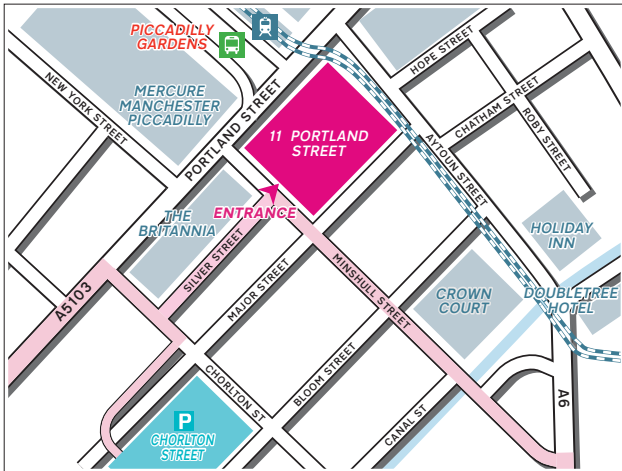 PICCADILLY
GARDENS
HOPE STREET
NEW YORK STREET
MERCURE
MANCHESTER
PICCADILLY
PORTLAND STREET
CHATHAM STREET
ROBY STREET
11 PORTLAND
STREET
AYTOUN STREET
ENTRANCE
THE
BRITANNIA
HOLIDAY
INN
SILVER STREET
MINSHULL STREET
MAJOR STREET
A5103
CROWN
COURT
DOUBLETREE
HOTEL
CHORLTON ST
BLOOM STREET
A6
CANAL ST
P
CHORLTON
STREET